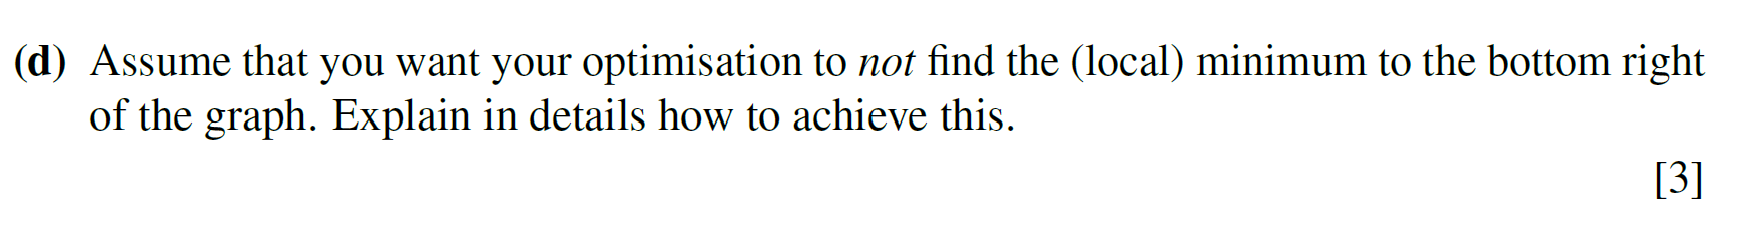 (d) Assume that you want your optimisation to not find the (local) minimum to the bottom right
of the graph. Explain in details how to achieve this.
[3]